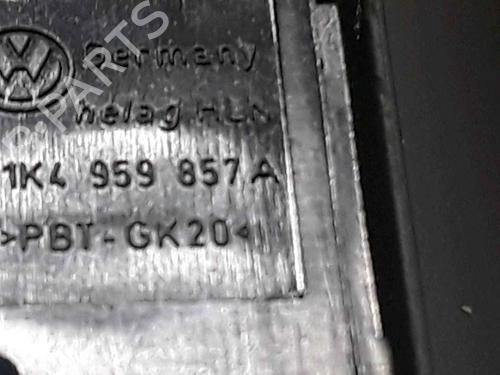 Germany
helag HLN
1K4 959 857 A
>PBT-GK20<